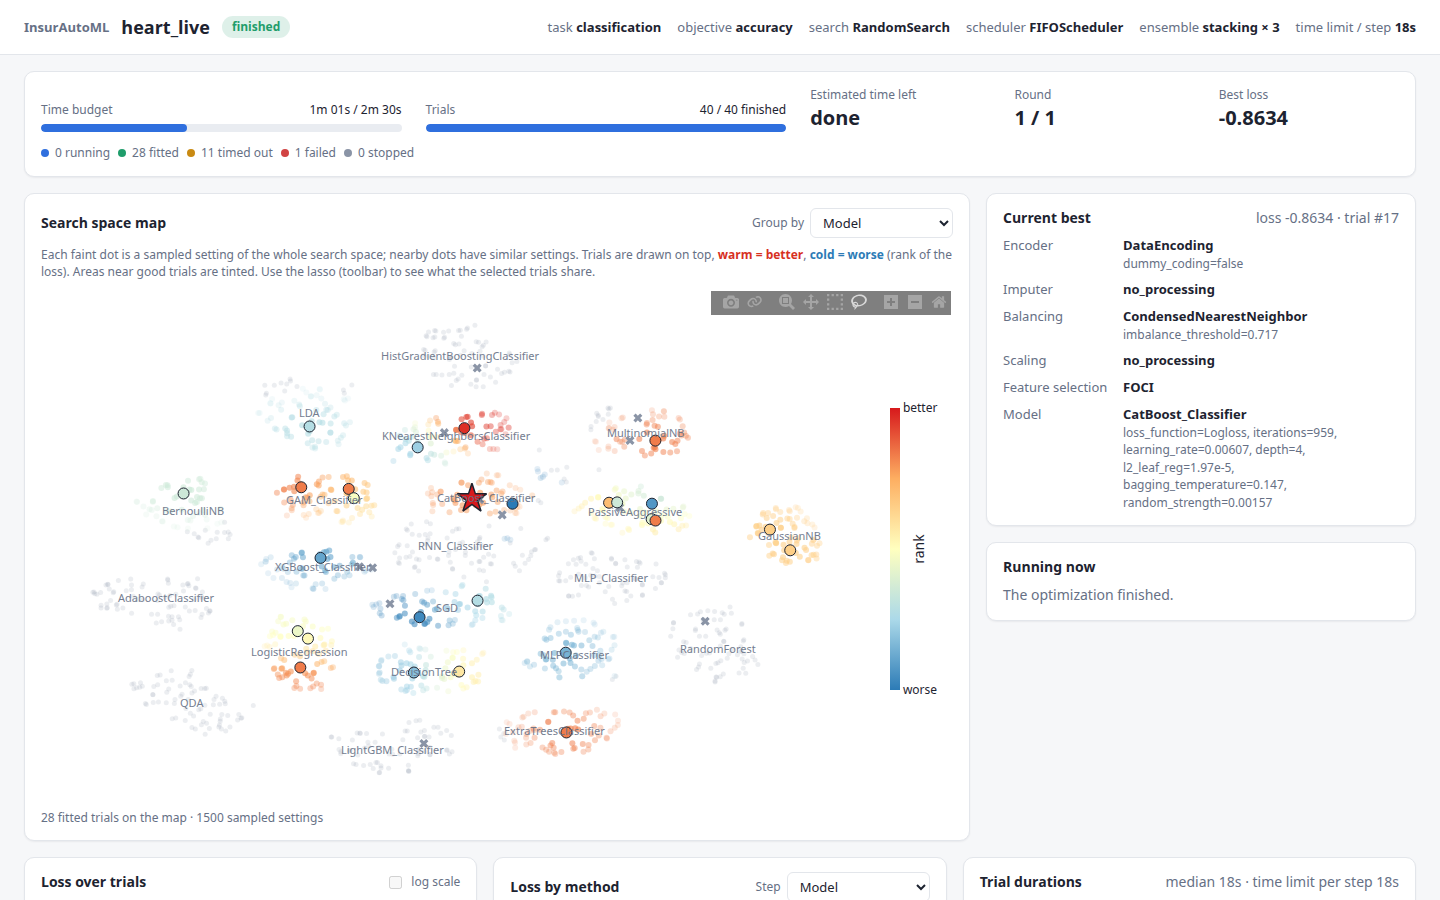 InsurAutoML heart_live finished task classification objective accuracy search RandomSearch scheduler FIFOScheduler ensemble stacking × 3 time limit / step 18s
Time budget 1m 01s / 2m 30s Trials 40 / 40 finished
Estimated time left Round Best loss
done 1 / 1 -0.8634
0 running 28 fitted 11 timed out 1 failed 0 stopped
Search space map Group by Model
Each faint dot is a sampled setting of the whole search space; nearby dots have similar settings. Trials are drawn on top, warm = better, cold = worse (rank of the
loss). Areas near good trials are tinted. Use the lasso (toolbar) to see what the selected trials share.
HistGradientBoostingClassifier
LDA
KNearestNeighborsClassifier
MultinomialNB
GAM_Classifier
CatBoost_Classifier
BernoulliNB
PassiveAggressive
GaussianNB
RNN_Classifier
XGBoost_Classifier
MLP_Classifier
AdaboostClassifier
SGD
LogisticRegression
MLPClassifier
RandomForest
DecisionTree
QDA
ExtraTreesClassifier
LightGBM_Classifier
better
rank
worse
28 fitted trials on the map · 1500 sampled settings
Current best loss -0.8634 · trial #17
Encoder DataEncoding
dummy_coding=false
Imputer no_processing
Balancing CondensedNearestNeighbor
imbalance_threshold=0.717
Scaling no_processing
Feature selection FOCI
Model CatBoost_Classifier
loss_function=Logloss, iterations=959,
learning_rate=0.00607, depth=4,
l2_leaf_reg=1.97e-5,
bagging_temperature=0.147,
random_strength=0.00157
Running now
The optimization finished.
Loss over trials log scale
Loss by method Step Model
Trial durations median 18s · time limit per step 18s